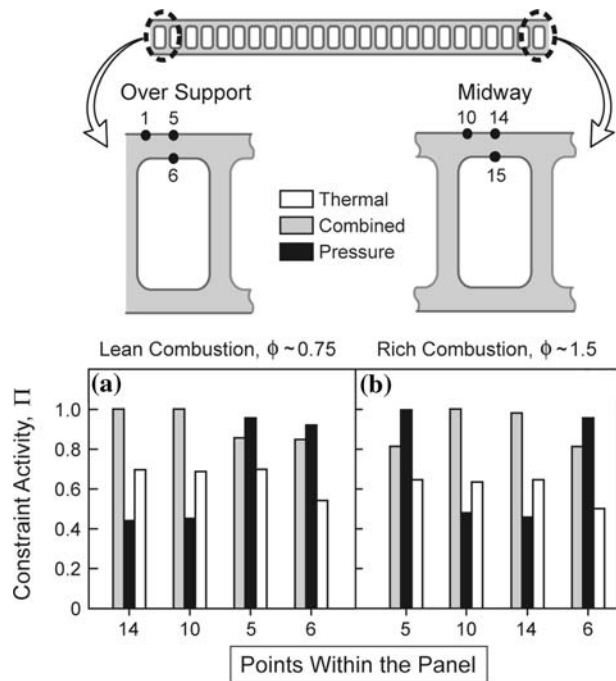 Over Support
Midway
1 5
10 14
6
15
Thermal
Combined
Pressure
Lean Combustion, ϕ ~ 0.75
Rich Combustion, ϕ ~ 1.5
(a)
(b)
Constraint Activity, Π
1.0
0.8
0.6
0.4
0.2
0
14 10 5 6
5 10 14 6
Points Within the Panel